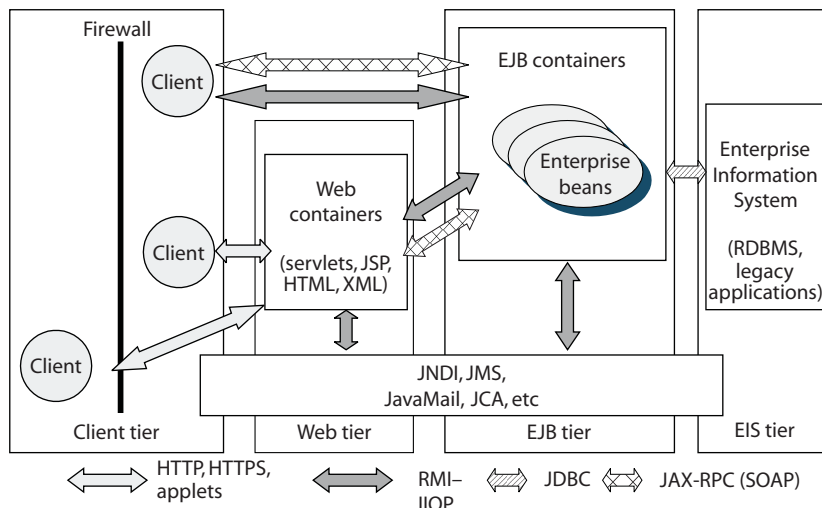 Firewall
Client
EJB containers
Enterprise
beans
Enterprise
Information
System
(RDBMS,
legacy
applications)
Web
containers
(servlets, JSP,
HTML, XML)
Client
Client
JNDI, JMS,
JavaMail, JCA, etc
Client tier
Web tier
EJB tier
EIS tier
HTTP, HTTPS,
applets
RMI–
IIOP
JDBC
JAX-RPC (SOAP)